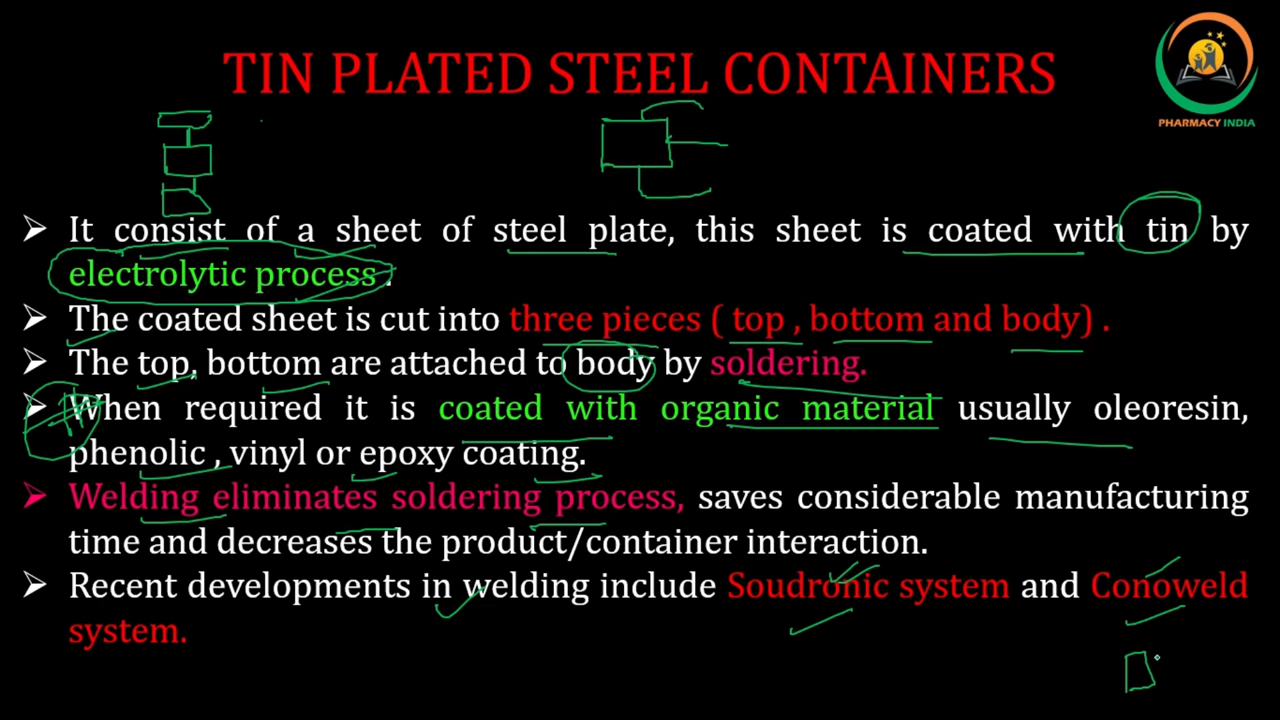 TIN PLATED STEEL CONTAINERS
PHARMACY INDIA
➢ It consist of a sheet of steel plate, this sheet is coated with tin by
electrolytic process .
➢ The coated sheet is cut into three pieces ( top , bottom and body) .
➢ The top, bottom are attached to body by soldering.
➢ When required it is coated with organic material usually oleoresin,
phenolic , vinyl or epoxy coating.
➢ Welding eliminates soldering process, saves considerable manufacturing
time and decreases the product/container interaction.
➢ Recent developments in welding include Soudronic system and Conoweld
system.